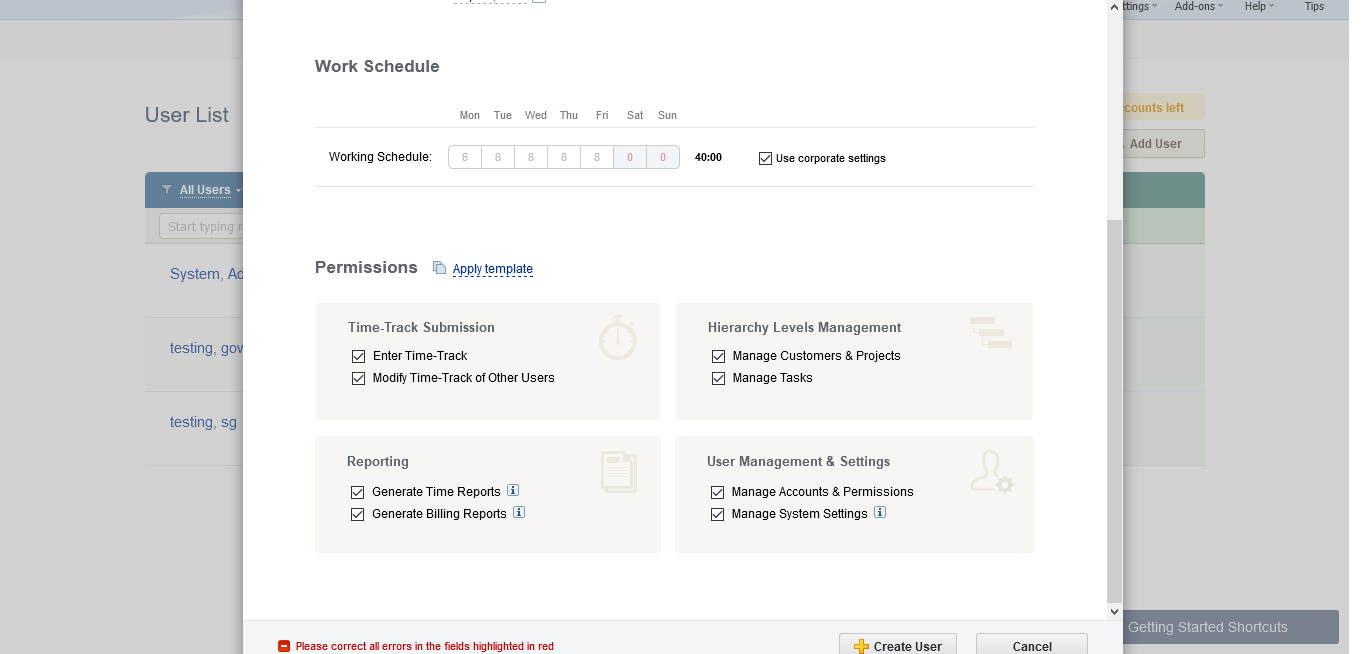 ttings Add-ons Help Tips
Work Schedule
User List
counts left
Mon Tue Wed Thu Fri Sat Sun
Add User
Working Schedule: 8 8 8 8 8 0 0 40:00 Use corporate settings
All Users
Start typing
System, Ad
Permissions Apply template
Time-Track Submission
Enter Time-Track
Modify Time-Track of Other Users
Hierarchy Levels Management
Manage Customers & Projects
Manage Tasks
testing, gow
testing, sg
Reporting
Generate Time Reports
Generate Billing Reports
User Management & Settings
Manage Accounts & Permissions
Manage System Settings
Getting Started Shortcuts
Please correct all errors in the fields highlighted in red
Create User
Cancel